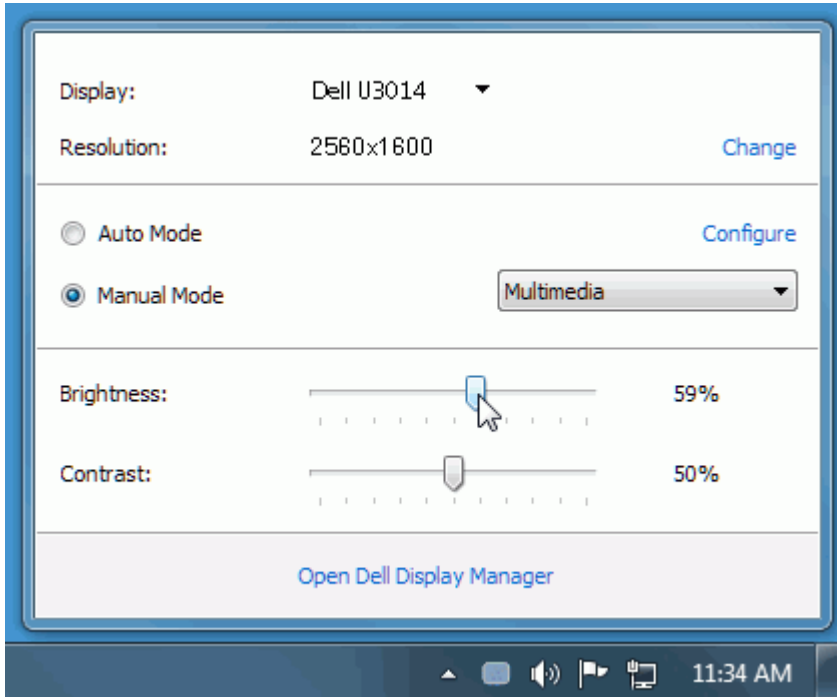 Display: Dell U3014
Resolution: 2560x1600 Change
Auto Mode Configure
Manual Mode Multimedia
Brightness: 59%
Contrast: 50%
Open Dell Display Manager
11:34 AM